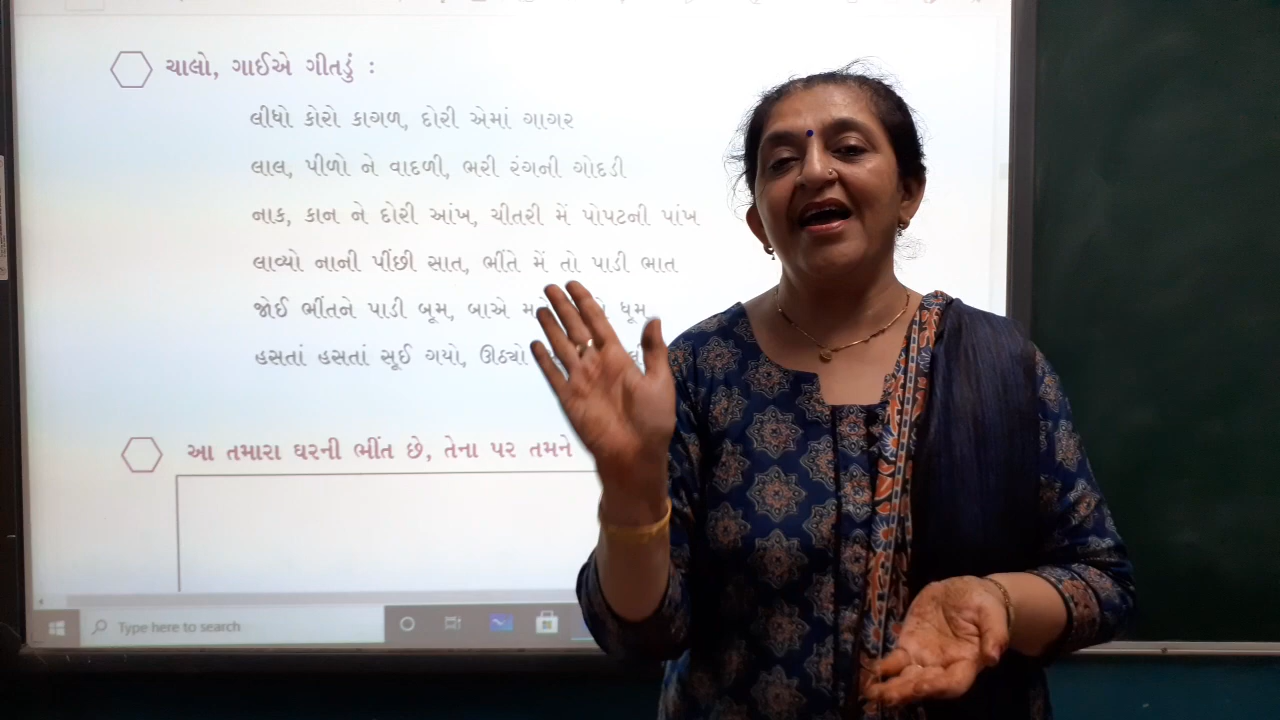 ચાલો, ગાઈએ ગીતડું :
લીધો કોરો કાગળ, દોરી એમાં ગાગર
લાલ, પીળો ને વાદળી, ભરી રંગની ગોદડી
નાક, કાન ને દોરી આંખ, ચીતરી મેં પોપટની પાંખ
લાવ્યો નાની પીંછી સાત, ભીંતે મેં તો પાડી ભાત
જોઈ ભીંતને પાડી બૂમ, બાએ ધૂમ
હસતાં હસતાં સૂઈ ગયો, ઊઠ્યો
આ તમારા ઘરની ભીંત છે, તેના પર તમને
Type here to search